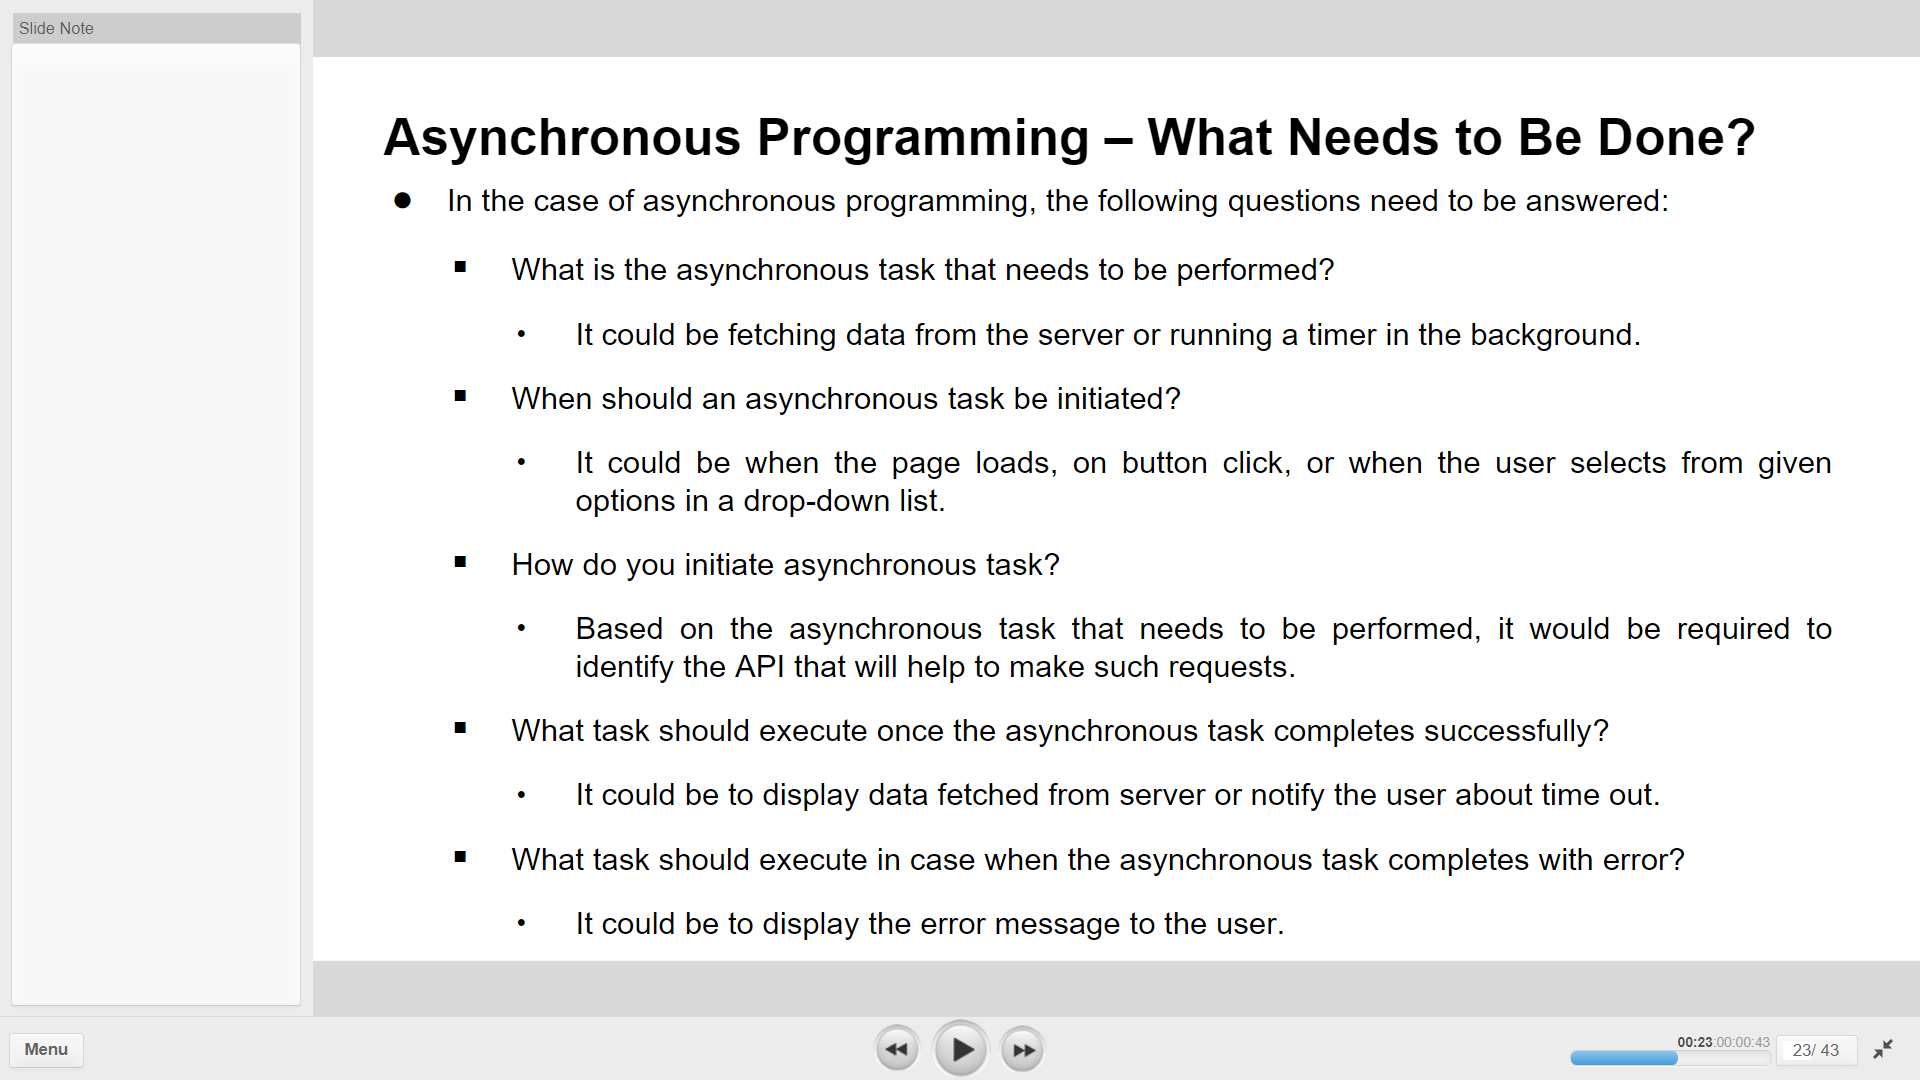 Slide Note
Asynchronous Programming – What Needs to Be Done?
● In the case of asynchronous programming, the following questions need to be answered:
▪ What is the asynchronous task that needs to be performed?
• It could be fetching data from the server or running a timer in the background.
▪ When should an asynchronous task be initiated?
• It could be when the page loads, on button click, or when the user selects from given
options in a drop-down list.
▪ How do you initiate asynchronous task?
• Based on the asynchronous task that needs to be performed, it would be required to
identify the API that will help to make such requests.
▪ What task should execute once the asynchronous task completes successfully?
• It could be to display data fetched from server or notify the user about time out.
▪ What task should execute in case when the asynchronous task completes with error?
• It could be to display the error message to the user.
Menu
00:23:00:00:43
23/ 43